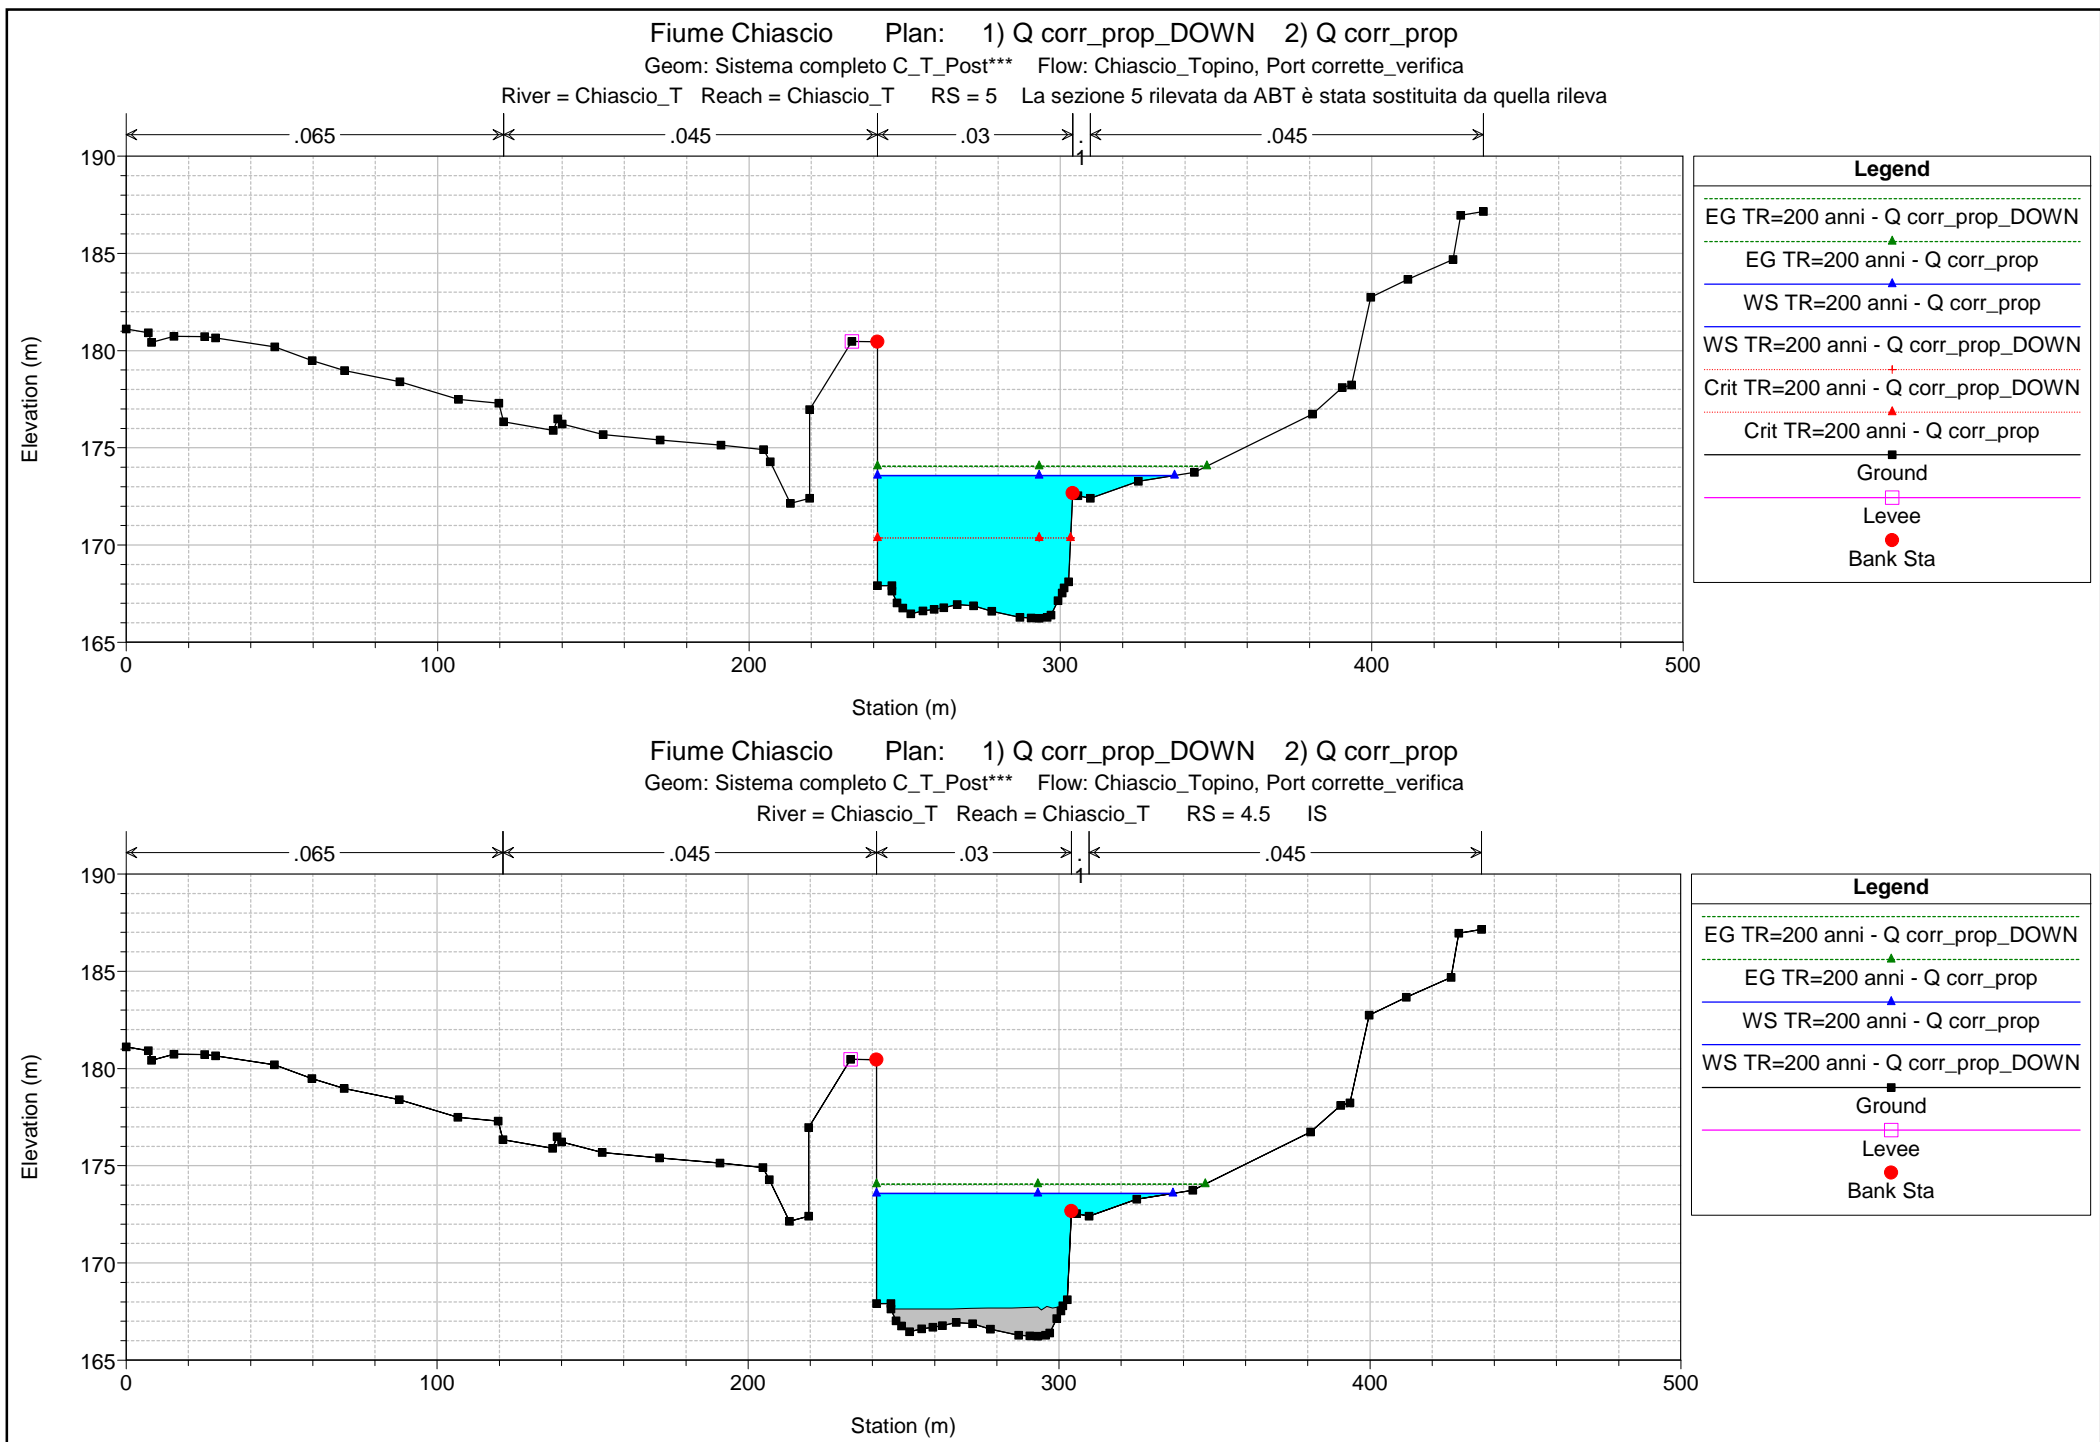 Fiume Chiascio Plan: 1) Q corr_prop_DOWN 2) Q corr_prop
Geom: Sistema completo C_T_Post*** Flow: Chiascio_Topino, Port corrette_verifica
River = Chiascio_T Reach = Chiascio_T RS = 5 La sezione 5 rilevata da ABT è stata sostituita da quella rileva
.065 .045 .03 .1 .045
190
185
180
175
170
165
Elevation (m)
0 100 200 300 400 500
Station (m)
Legend
EG TR=200 anni - Q corr_prop_DOWN
EG TR=200 anni - Q corr_prop
WS TR=200 anni - Q corr_prop
WS TR=200 anni - Q corr_prop_DOWN
Crit TR=200 anni - Q corr_prop_DOWN
Crit TR=200 anni - Q corr_prop
Ground
Levee
Bank Sta
Fiume Chiascio Plan: 1) Q corr_prop_DOWN 2) Q corr_prop
Geom: Sistema completo C_T_Post*** Flow: Chiascio_Topino, Port corrette_verifica
River = Chiascio_T Reach = Chiascio_T RS = 4.5 IS
.065 .045 .03 .1 .045
190
185
180
175
170
165
Elevation (m)
0 100 200 300 400 500
Station (m)
Legend
EG TR=200 anni - Q corr_prop_DOWN
EG TR=200 anni - Q corr_prop
WS TR=200 anni - Q corr_prop
WS TR=200 anni - Q corr_prop_DOWN
Ground
Levee
Bank Sta